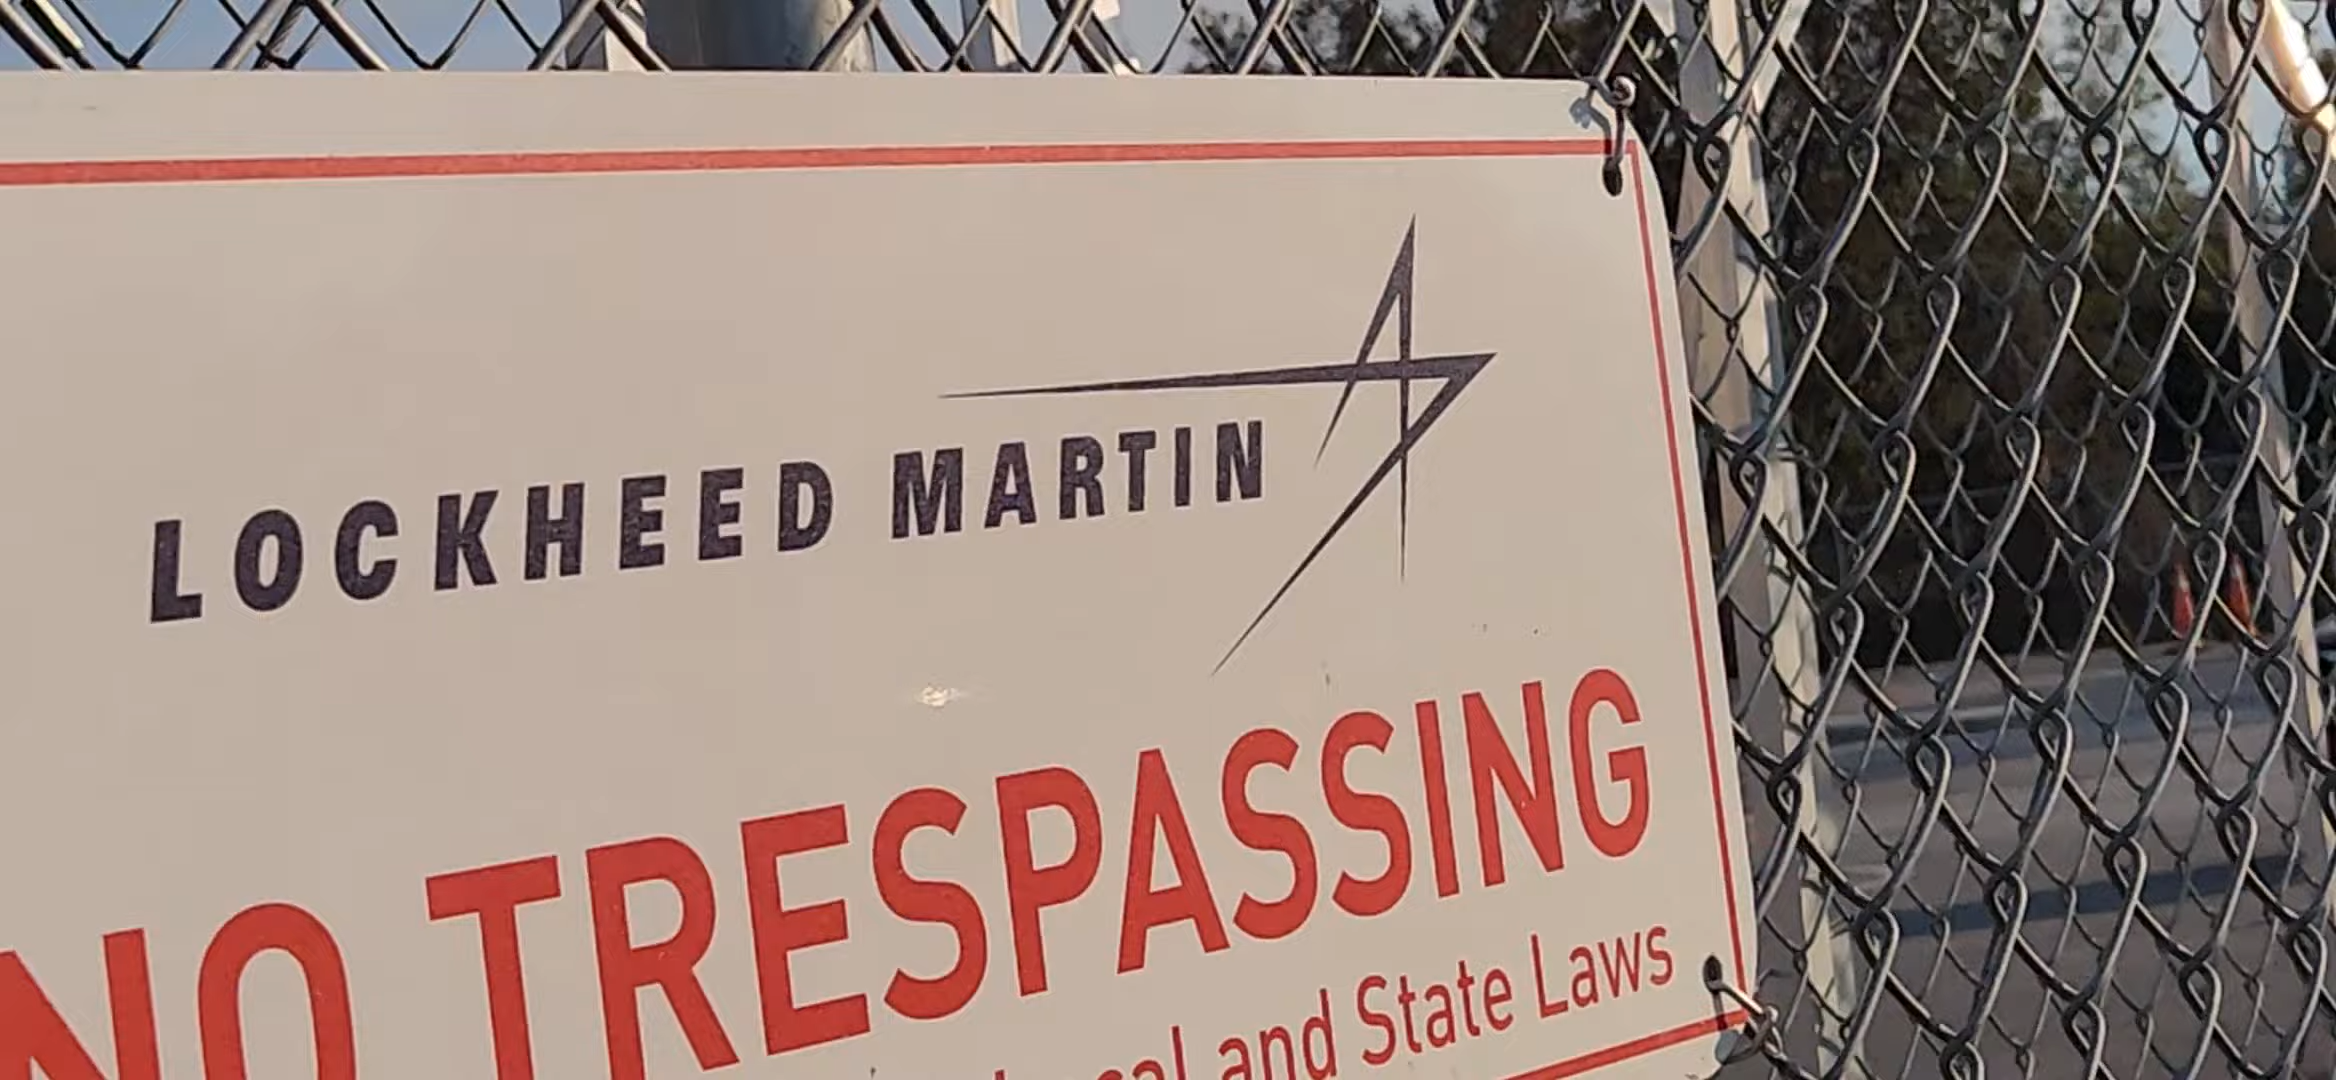 LOCKHEED MARTIN
NO TRESPASSING
and State Laws